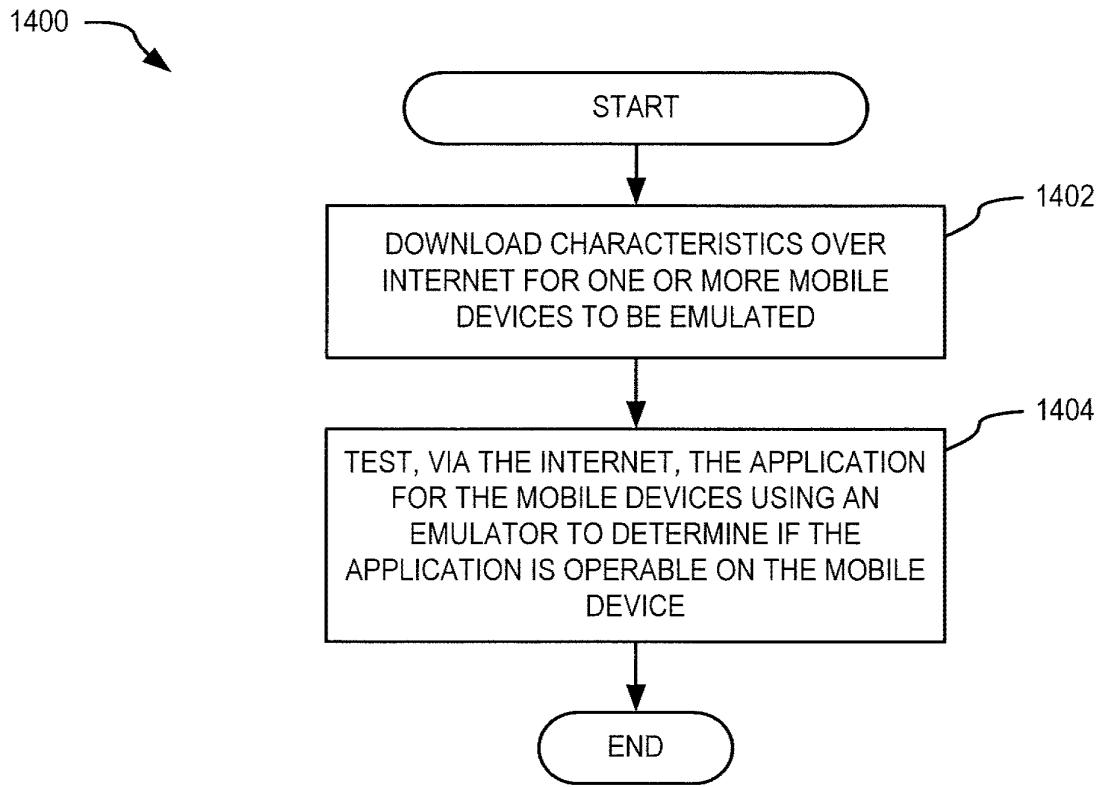 1400
START
1402
DOWNLOAD CHARACTERISTICS OVER
INTERNET FOR ONE OR MORE MOBILE
DEVICES TO BE EMULATED
1404
TEST, VIA THE INTERNET, THE APPLICATION
FOR THE MOBILE DEVICES USING AN
EMULATOR TO DETERMINE IF THE
APPLICATION IS OPERABLE ON THE MOBILE
DEVICE
END